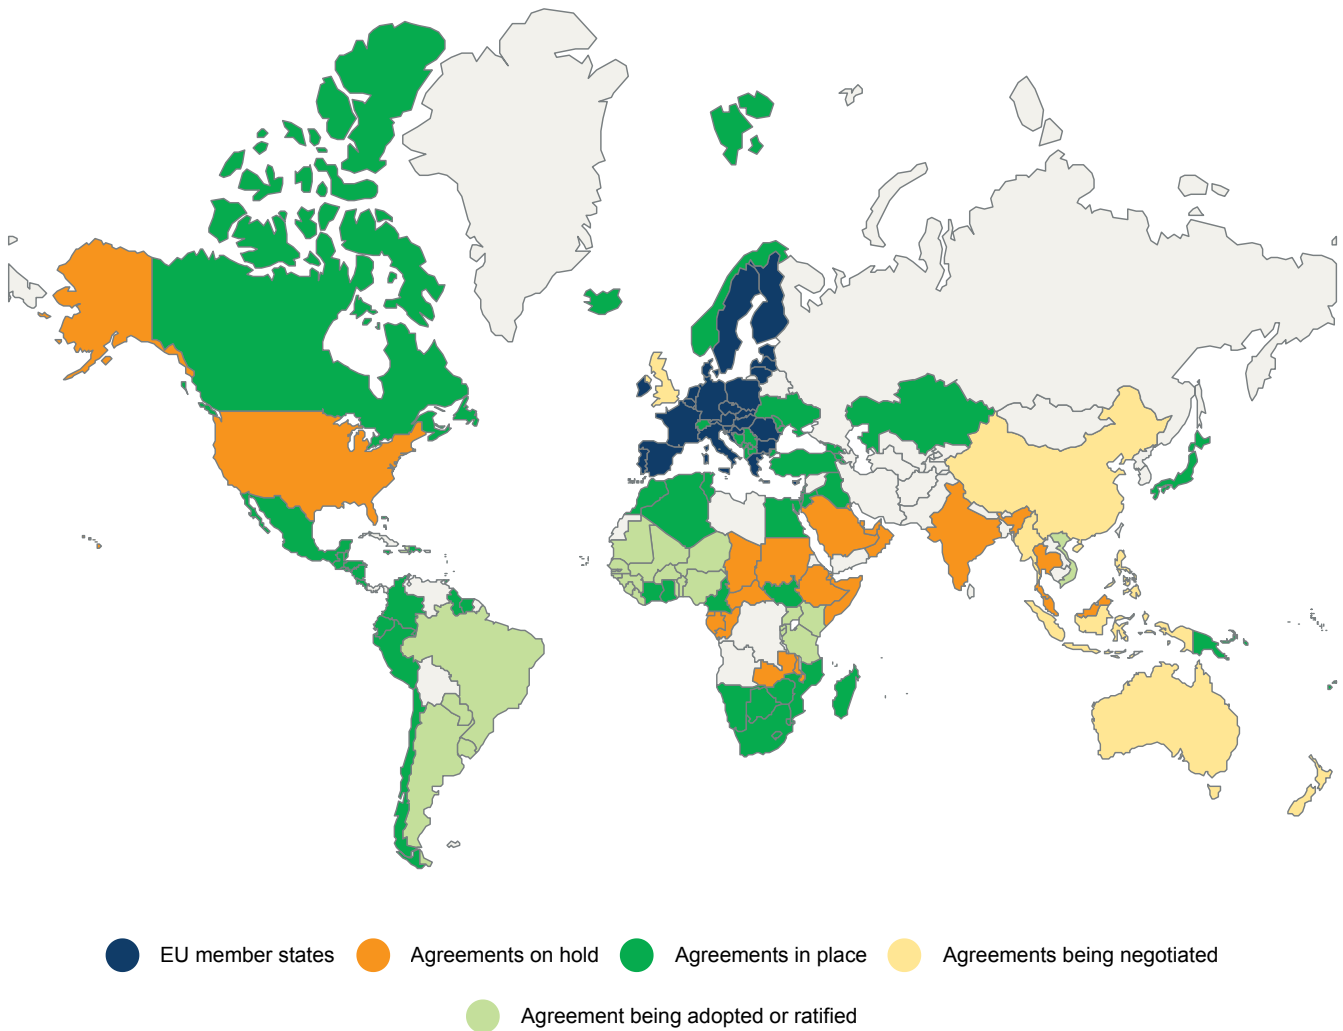 EU member states Agreements on hold Agreements in place Agreements being negotiated
Agreement being adopted or ratified